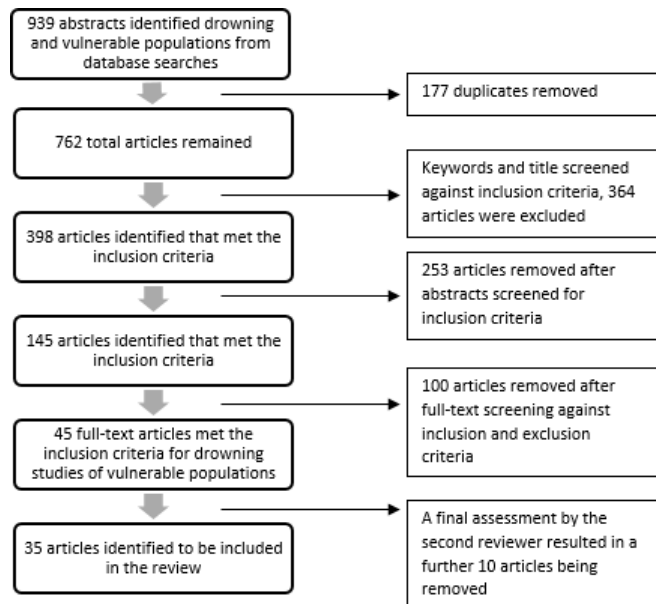 939 abstracts identified drowning
and vulnerable populations from
database searches
177 duplicates removed
762 total articles remained
Keywords and title screened
against inclusion criteria, 364
articles were excluded
398 articles identified that met the
inclusion criteria
253 articles removed after
abstracts screened for
inclusion criteria
145 articles identified that met the
inclusion criteria
100 articles removed after
full-text screening against
inclusion and exclusion
criteria
45 full-text articles met the
inclusion criteria for drowning
studies of vulnerable populations
A final assessment by the
second reviewer resulted in a
further 10 articles being
removed
35 articles identified to be included
in the review